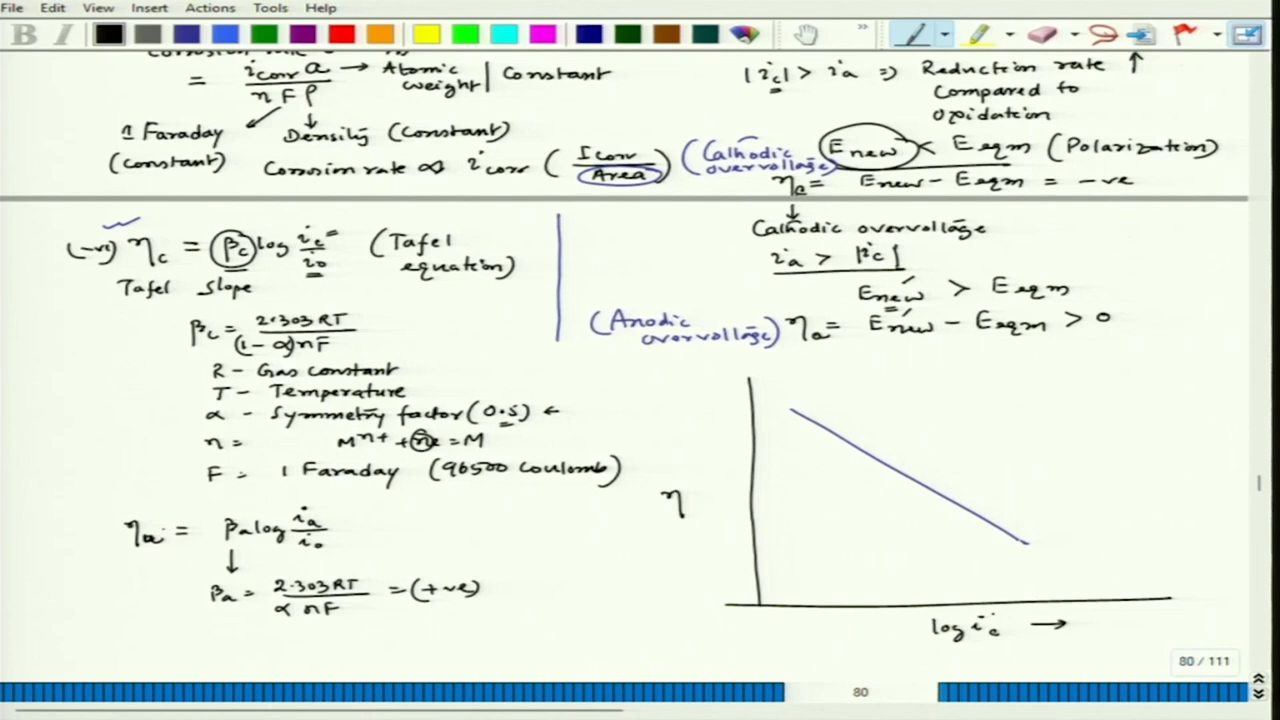 File Edit View Insert Actions Tools Help
B I
= icorr a / n F ρ → Atomic weight | Constant
1 Faraday (constant)
Density (Constant)
Corrosion rate ∝ icorr ( Icorr / Area )
|ic| > ia ⇒ Reduction rate ↑
Compared to
oxidation
(Cathodic overvoltage) Enew < Eeqm (Polarization)
ηc = Enew - Eeqm = -ve
Cathodic overvoltage
ia > |ic|
E'new > Eeqm
(Anodic overvoltage) ηa = E'new - Eeqm > 0
(-ve) ηc = βc log ic/i0 (Tafel equation)
Tafel slope
βc = 2.303RT / (1-α)nF
R - Gas constant
T - Temperature
α - Symmetry factor (0.5) ←
n = Mn+ + ne = M
F = 1 Faraday (96500 Coulomb)
ηa = βa log ia/i0
↓
βa = 2.303RT / α nF = (+ve)
η
log ic →
80 / 111
80